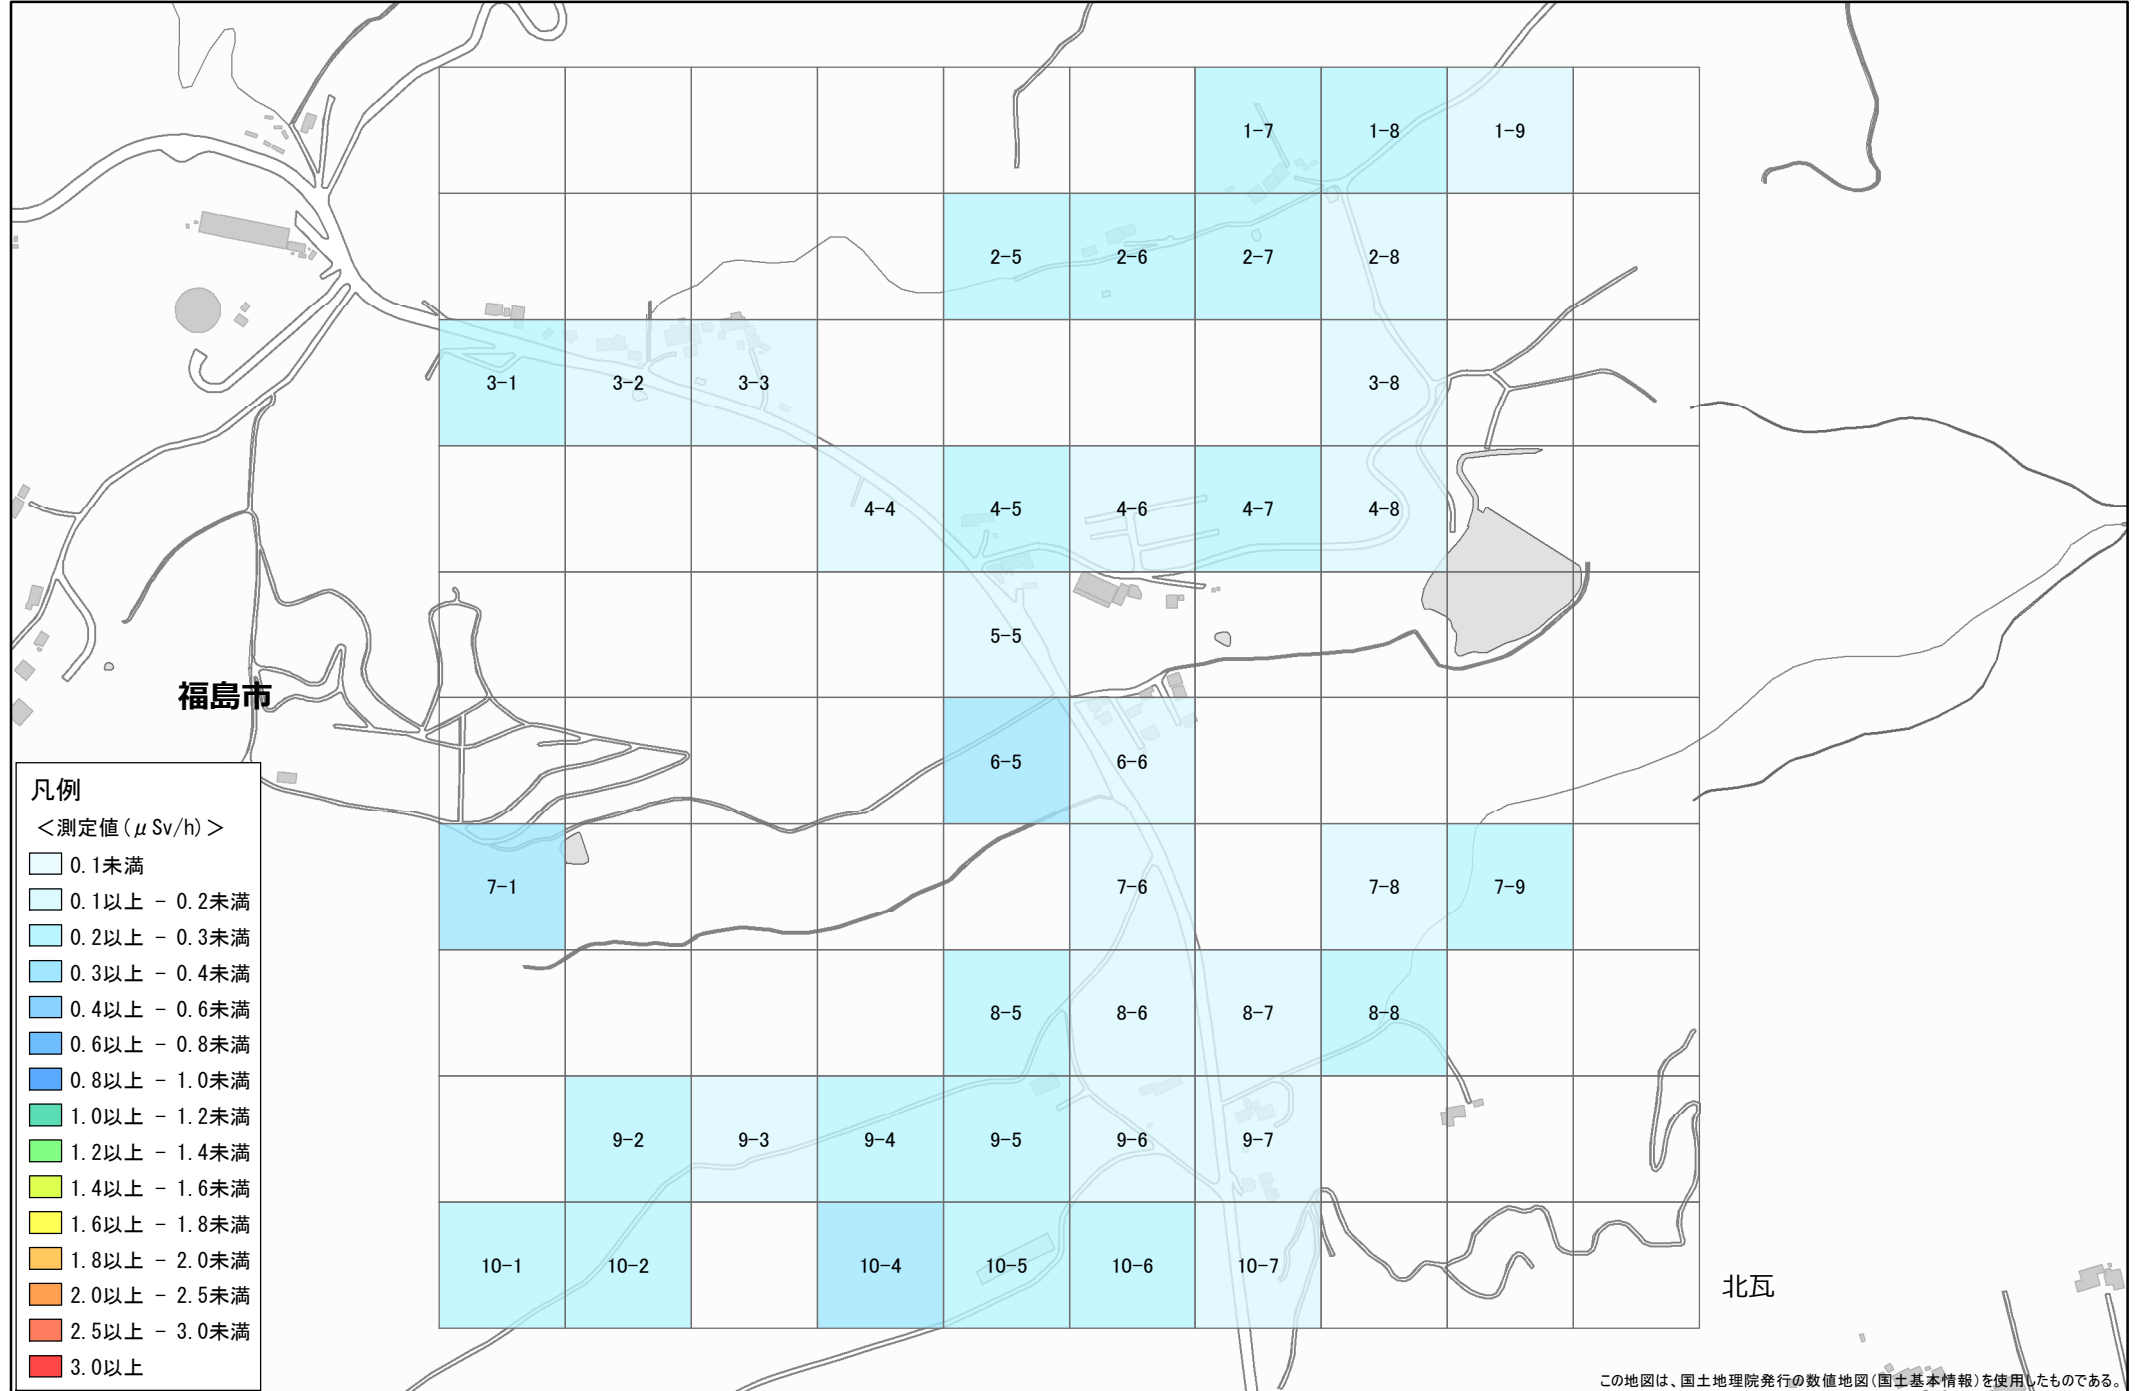 1-7 1-8 1-9
2-5 2-6 2-7 2-8
3-1 3-2 3-3 3-8
4-4 4-5 4-6 4-7 4-8
5-5
福島市
6-5 6-6
7-1 7-6 7-8 7-9
8-5 8-6 8-7 8-8
9-2 9-3 9-4 9-5 9-6 9-7
10-1 10-2 10-4 10-5 10-6 10-7
北瓦
凡例
＜測定値(μSv/h)＞
0.1未満
0.1以上 - 0.2未満
0.2以上 - 0.3未満
0.3以上 - 0.4未満
0.4以上 - 0.6未満
0.6以上 - 0.8未満
0.8以上 - 1.0未満
1.0以上 - 1.2未満
1.2以上 - 1.4未満
1.4以上 - 1.6未満
1.6以上 - 1.8未満
1.8以上 - 2.0未満
2.0以上 - 2.5未満
2.5以上 - 3.0未満
3.0以上
この地図は、国土地理院発行の数値地図(国土基本情報)を使用したものである。